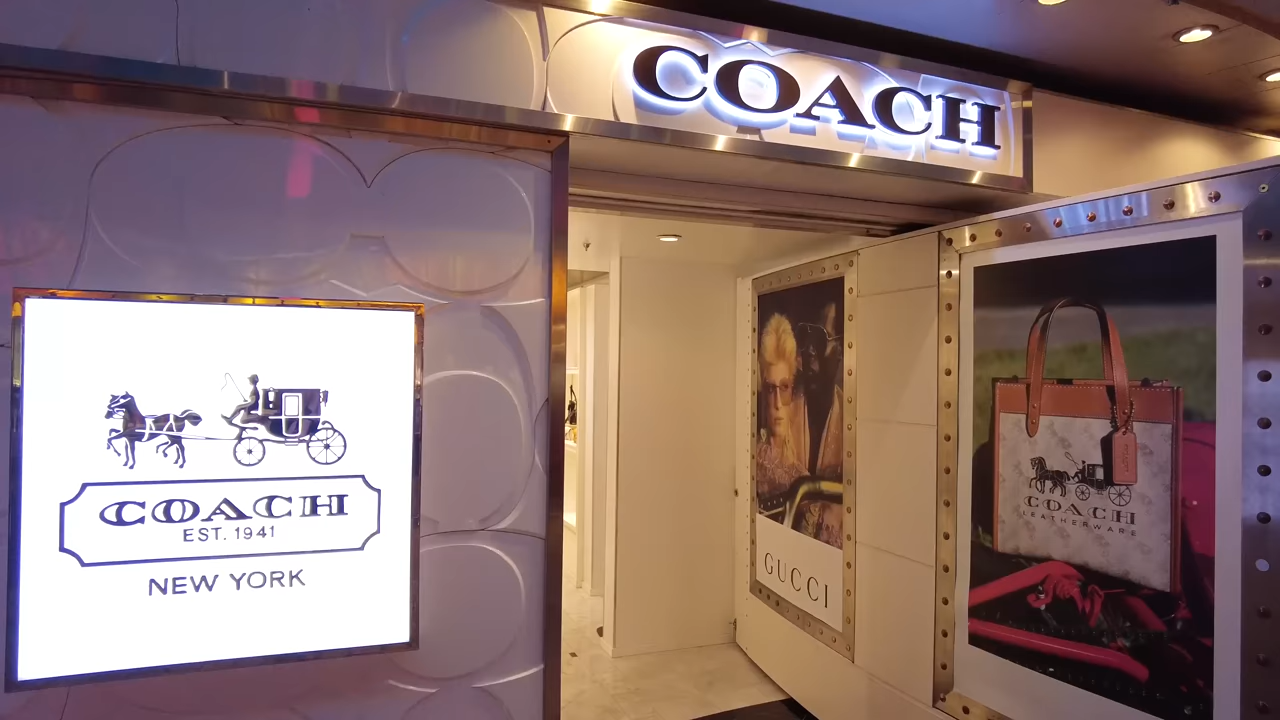 COACH
COACH
EST. 1941
NEW YORK
GUCCI
COACH
LEATHERWARE